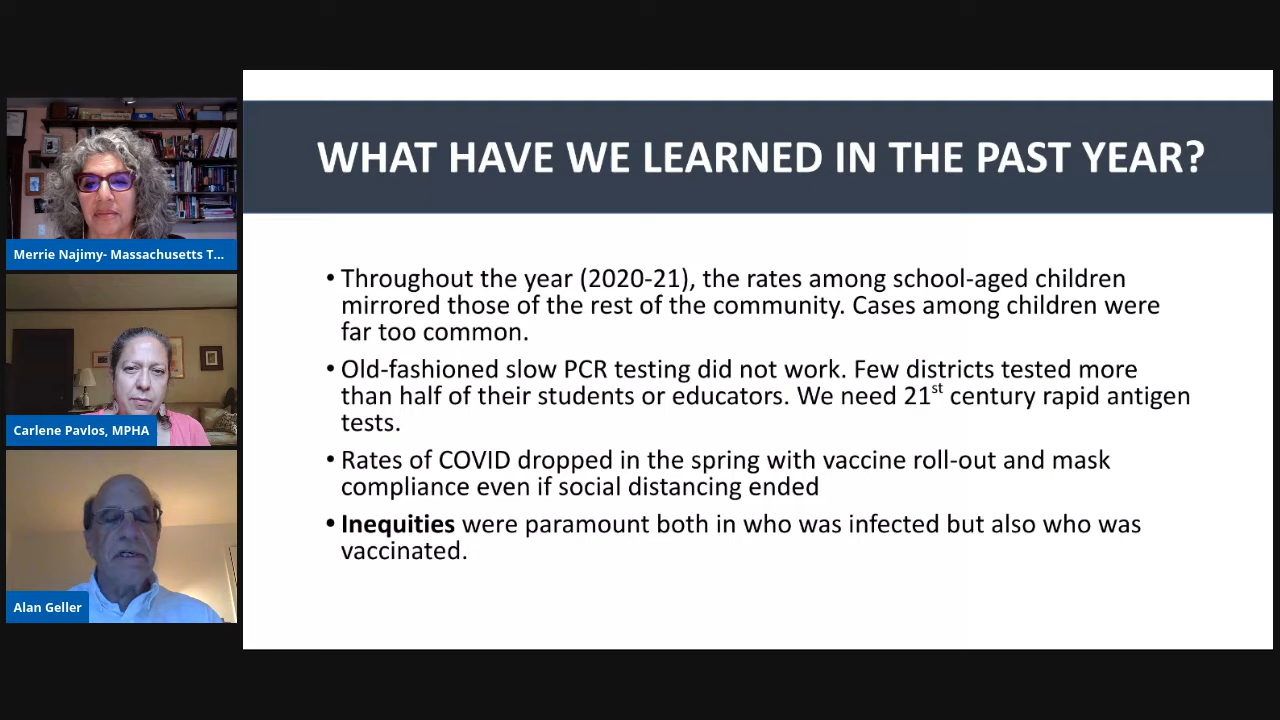 Merrie Najimy- Massachusetts T...
Carlene Pavlos, MPHA
Alan Geller
WHAT HAVE WE LEARNED IN THE PAST YEAR?
• Throughout the year (2020-21), the rates among school-aged children
mirrored those of the rest of the community. Cases among children were
far too common.
• Old-fashioned slow PCR testing did not work. Few districts tested more
than half of their students or educators. We need 21st century rapid antigen
tests.
• Rates of COVID dropped in the spring with vaccine roll-out and mask
compliance even if social distancing ended
• Inequities were paramount both in who was infected but also who was
vaccinated.